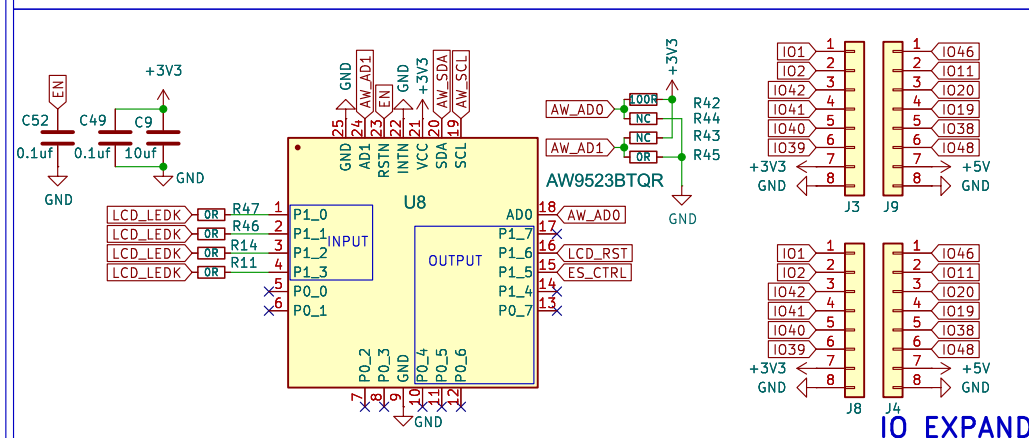 EN
+3V3
C52
C49
C9
0.1uf
0.1uf
10uf
GND
GND
GND
AW_AD1
EN
GND
+3V3
AW_SDA
AW_SCL
25
24
23
22
21
20
19
GND
AD1
RSTN
INTN
VCC
SDA
SCL
U8
AW9523BTQR
LCD_LEDK
0R
R47
1
P1_0
LCD_LEDK
0R
R46
2
P1_1
LCD_LEDK
0R
R14
3
P1_2
LCD_LEDK
0R
R11
4
P1_3
5
P0_0
6
P0_1
INPUT
OUTPUT
AD0
18
AW_AD0
P1_7
17
P1_6
16
LCD_RST
P1_5
15
ES_CTRL
P1_4
14
P0_7
13
P0_2
P0_3
GND
P0_4
P0_5
P0_6
7
8
9
10
11
12
GND
+3V3
AW_AD0
100R
R42
NC
R44
AW_AD1
NC
R43
0R
R45
GND
IO1
1
IO2
2
IO42
3
IO41
4
IO40
5
IO39
6
+3V3
7
GND
8
J3
1
IO46
2
IO11
3
IO20
4
IO19
5
IO38
6
IO48
7
+5V
8
GND
J9
IO1
1
IO2
2
IO42
3
IO41
4
IO40
5
IO39
6
+3V3
7
GND
8
J8
1
IO46
2
IO11
3
IO20
4
IO19
5
IO38
6
IO48
7
+5V
8
GND
J4
IO EXPAND